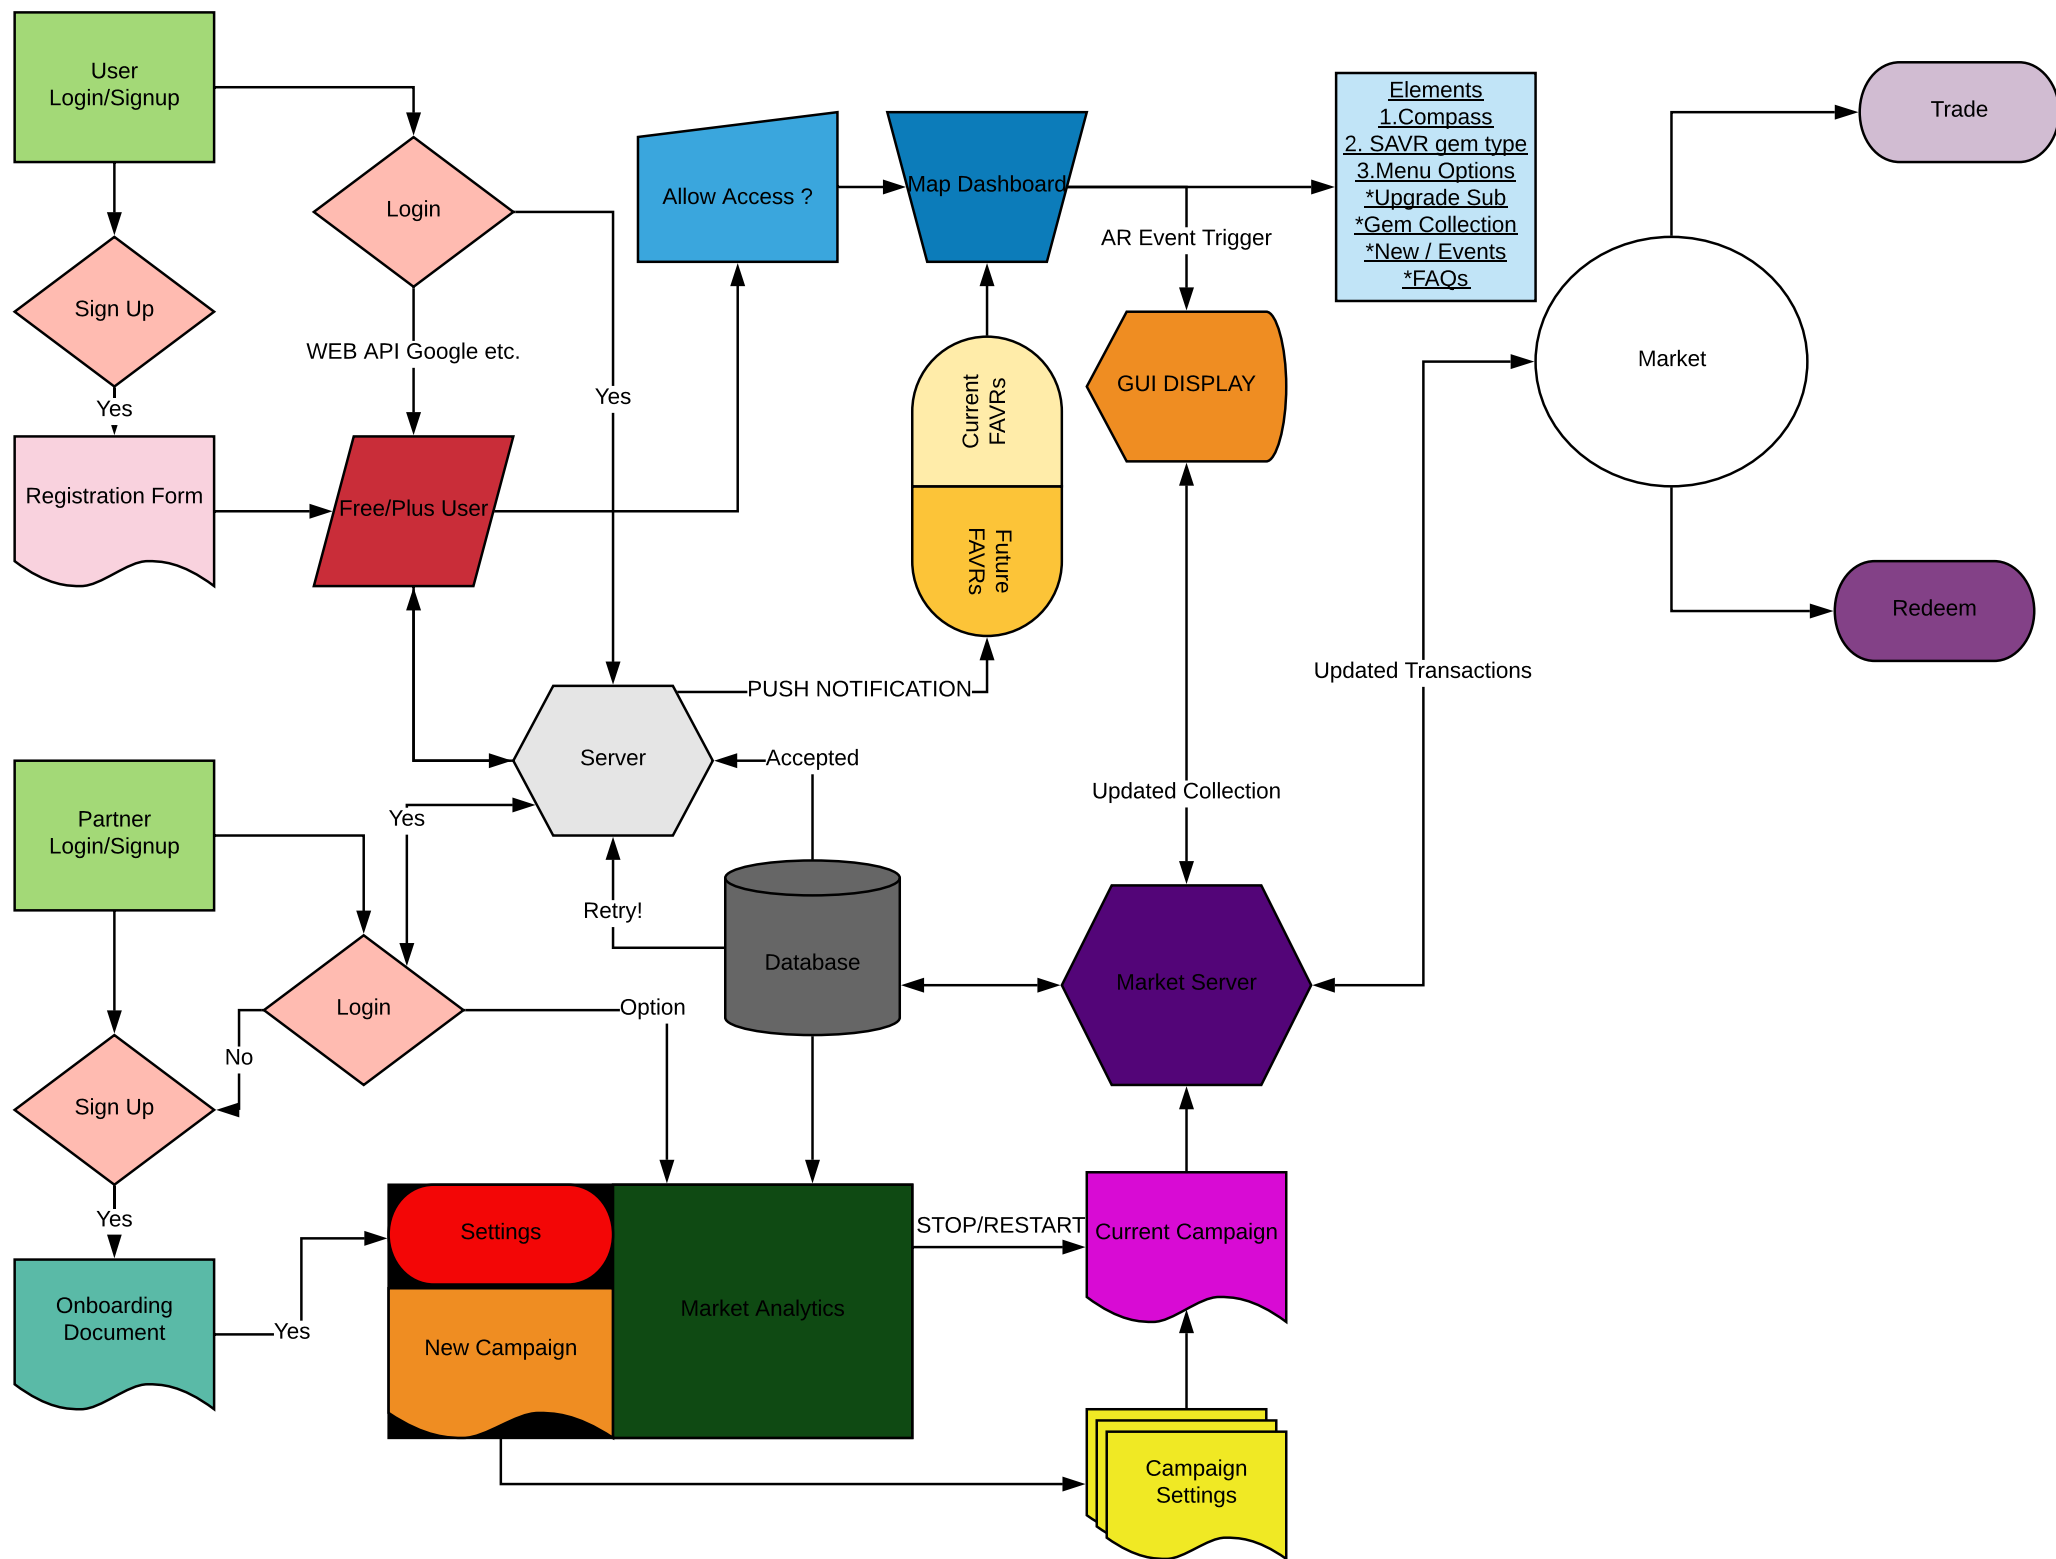 User
Login/Signup
Login
Sign Up
WEB API Google etc.
Yes
Yes
Registration Form
Free/Plus User
Allow Access ?
Map Dashboard
AR Event Trigger
Elements
1.Compass
2. SAVR gem type
3.Menu Options
*Upgrade Sub
*Gem Collection
*New / Events
*FAQs
Trade
Market
GUI DISPLAY
Current
FAVRs
Future
FAVRs
Redeem
Updated Transactions
PUSH NOTIFICATION
Server
Accepted
Updated Collection
Partner
Login/Signup
Yes
Retry!
Database
Market Server
Login
Option
No
Sign Up
Yes
Onboarding
Document
Yes
Settings
New Campaign
Market Analytics
STOP/RESTART
Current Campaign
Campaign
Settings